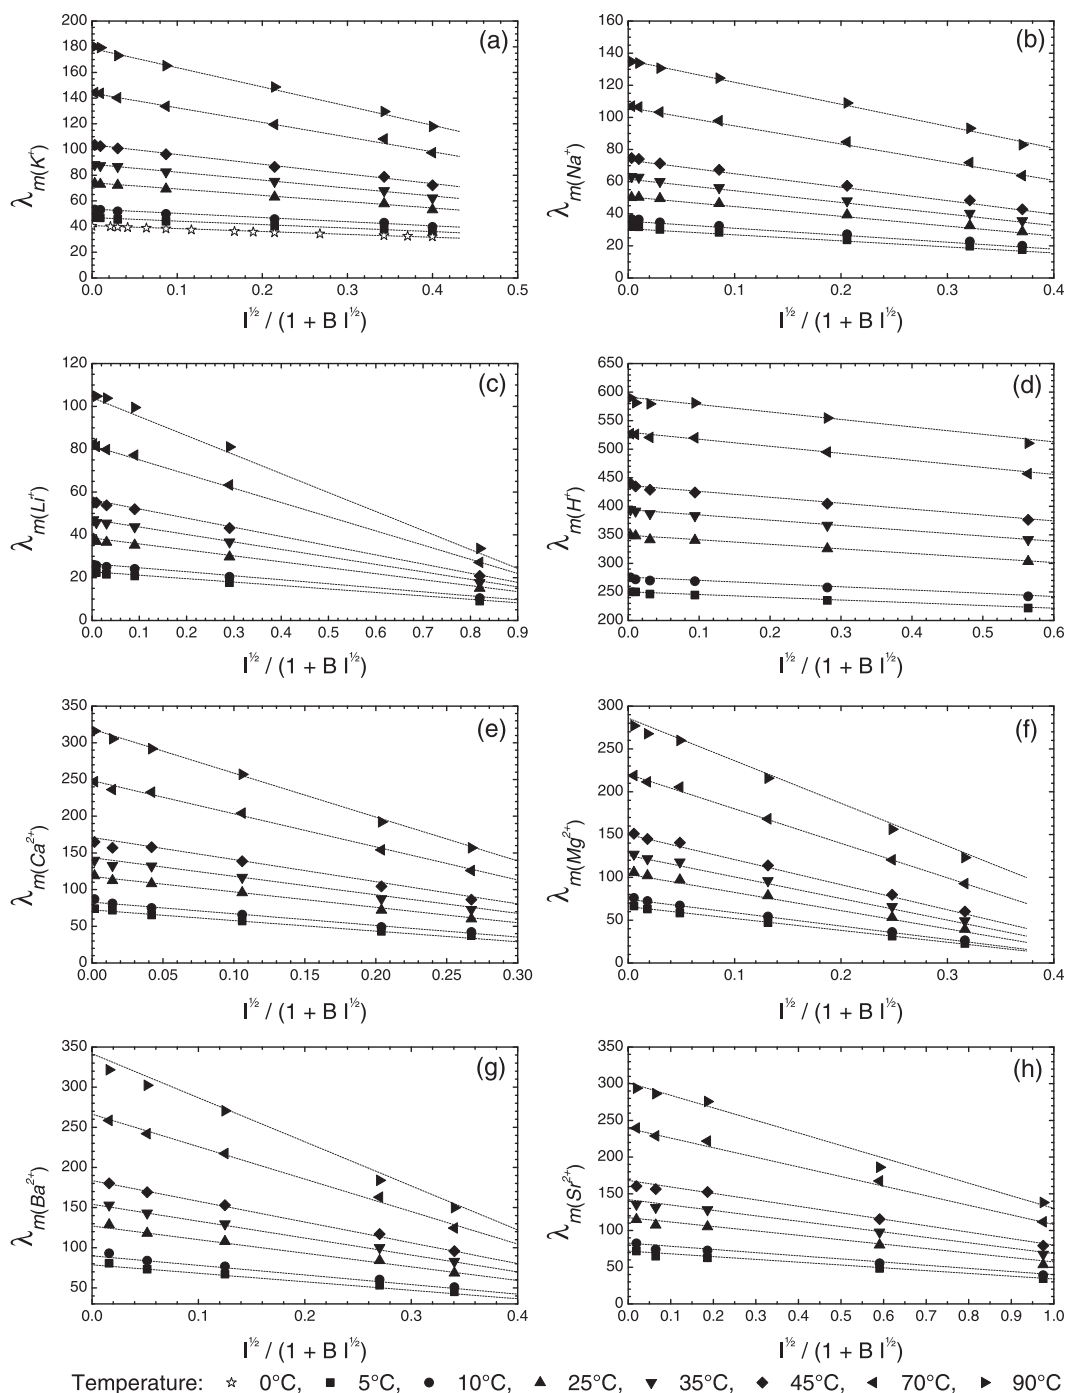 (a)
200
180
160
140
120
100
80
60
40
20
0
λm(K⁺)
0.0 0.1 0.2 0.3 0.4 0.5
I½ / (1 + B I½)
(b)
160
140
120
100
80
60
40
20
0
λm(Na⁺)
0.0 0.1 0.2 0.3 0.4
I½ / (1 + B I½)
(c)
120
100
80
60
40
20
0
λm(Li⁺)
0.0 0.1 0.2 0.3 0.4 0.5 0.6 0.7 0.8 0.9
I½ / (1 + B I½)
(d)
650
600
550
500
450
400
350
300
250
200
λm(H⁺)
0.0 0.1 0.2 0.3 0.4 0.5 0.6
I½ / (1 + B I½)
(e)
350
300
250
200
150
100
50
0
λm(Ca²⁺)
0.00 0.05 0.10 0.15 0.20 0.25 0.30
I½ / (1 + B I½)
(f)
300
250
200
150
100
50
0
λm(Mg²⁺)
0.0 0.1 0.2 0.3 0.4
I½ / (1 + B I½)
(g)
350
300
250
200
150
100
50
λm(Ba²⁺)
0.0 0.1 0.2 0.3 0.4
I½ / (1 + B I½)
(h)
350
300
250
200
150
100
50
0
λm(Sr²⁺)
0.0 0.1 0.2 0.3 0.4 0.5 0.6 0.7 0.8 0.9 1.0
I½ / (1 + B I½)
Temperature: ☆ 0°C, ■ 5°C, ● 10°C, ▲ 25°C, ▼ 35°C, ◆ 45°C, ◀ 70°C, ▶ 90°C